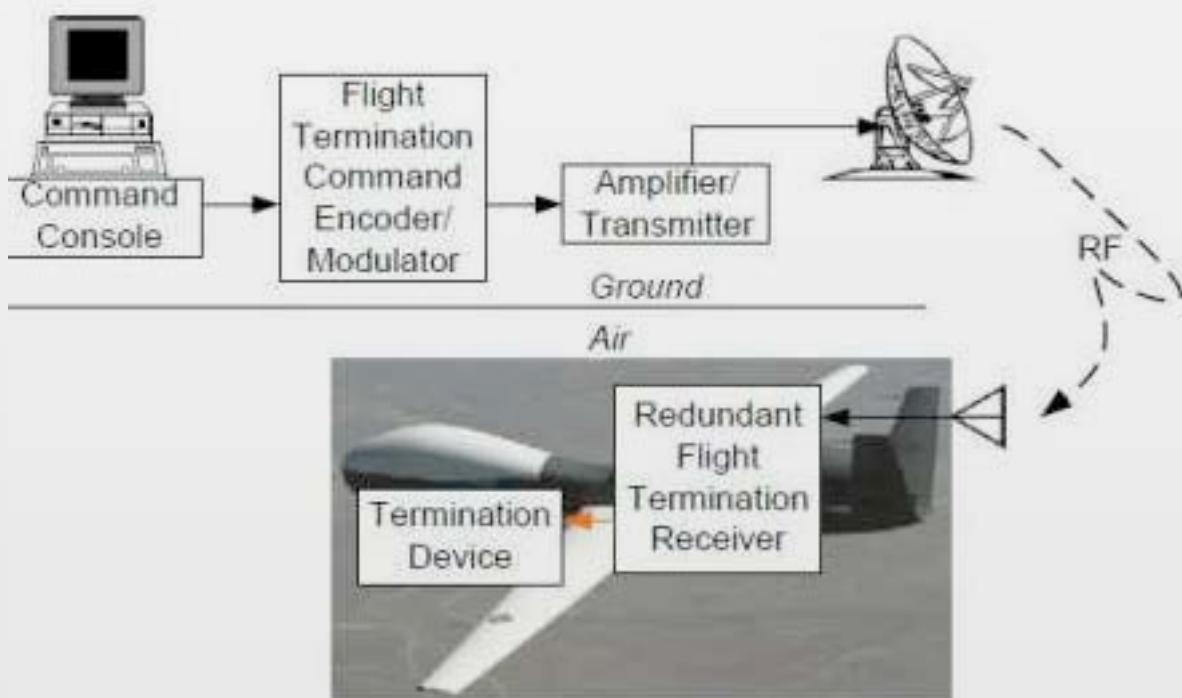 Command
Console
Flight
Termination
Command
Encoder/
Modulator
Amplifier/
Transmitter
RF
Ground
Air
Redundant
Flight
Termination
Receiver
Termination
Device